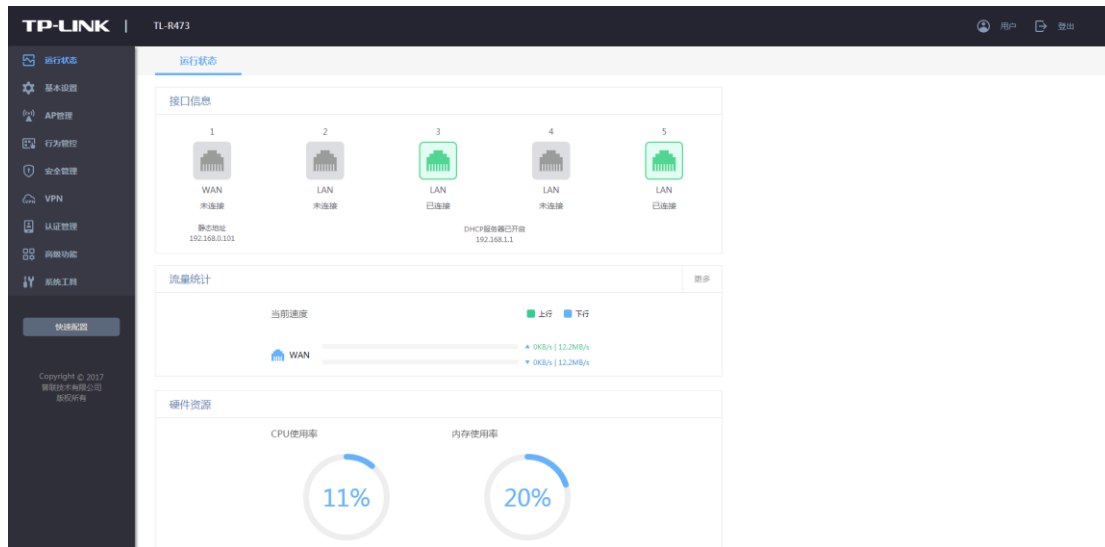 TP-LINK | TL-R473
用户 登出
运行状态
基本设置
AP管理
行为管控
安全管理
VPN
认证管理
高级功能
系统工具
快速配置
Copyright © 2017
普联技术有限公司
版权所有
运行状态
接口信息
1 2 3 4 5
WAN LAN LAN LAN LAN
未连接 未连接 已连接 未连接 已连接
静态地址 DHCP服务器已开启
192.168.0.101 192.168.1.1
流量统计 更多
当前速度 上行 下行
WAN
0KB/s | 12.2MB/s
0KB/s | 12.2MB/s
硬件资源
CPU使用率 内存使用率
11% 20%